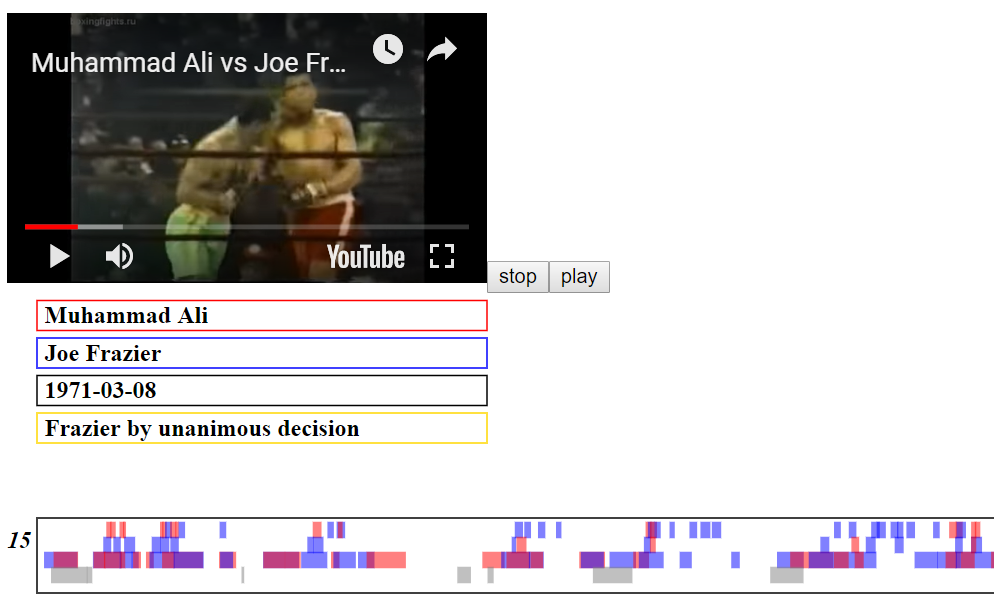 boxingfights.ru
Muhammad Ali vs Joe Fr...
YouTube
stop play
Muhammad Ali
Joe Frazier
1971-03-08
Frazier by unanimous decision
15